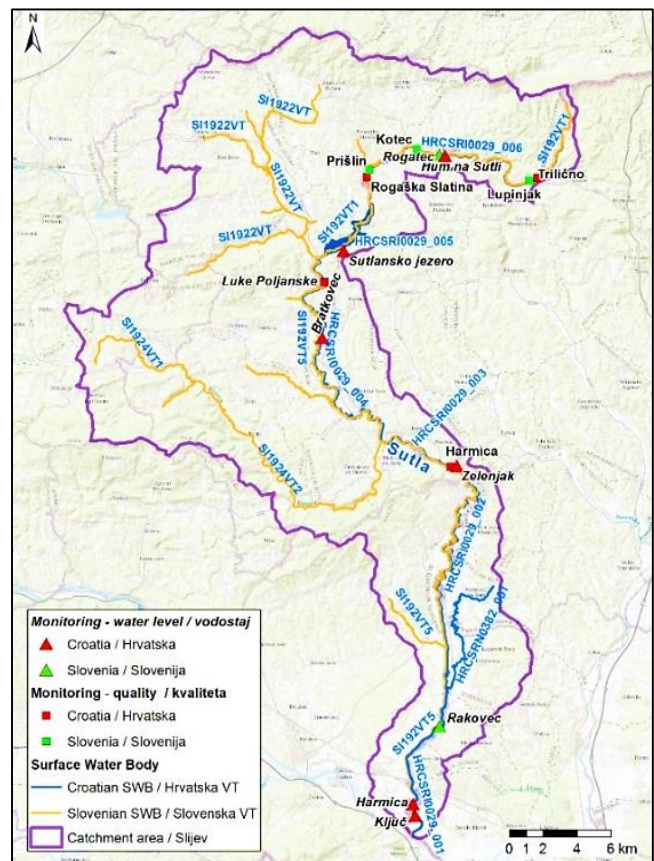 N
SI1922VT
SI1922VT
SI192VT1
Kotec
HRCSRI0029_006
Rogatec
Hum na Sutli
Prišlin
Trilično
Rogaška Slatina
Lupinjak
SI1922VT
SI192VT1
SI1922VT
HRCSRI0029_005
Sutlansko jezero
Luke Poljanske
Bratkovec
SI192VT5
HRCSRI0029_004
SI1924VT1
HRCSRI0029_003
Sutla
Harmica
Zelenjak
SI1924VT2
HRCSRI0029_002
HRCSRN0382_001
SI192VT5
Rakovec
SI192VT5
Harmica
HRCSRI0029_001
Ključ
Monitoring - water level / vodostaj
Croatia / Hrvatska
Slovenia / Slovenija
Monitoring - quality / kvaliteta
Croatia / Hrvatska
Slovenia / Slovenija
Surface Water Body
Croatian SWB / Hrvatska VT
Slovenian SWB / Slovenska VT
Catchment area / Slijev
0 1 2 4 6 km